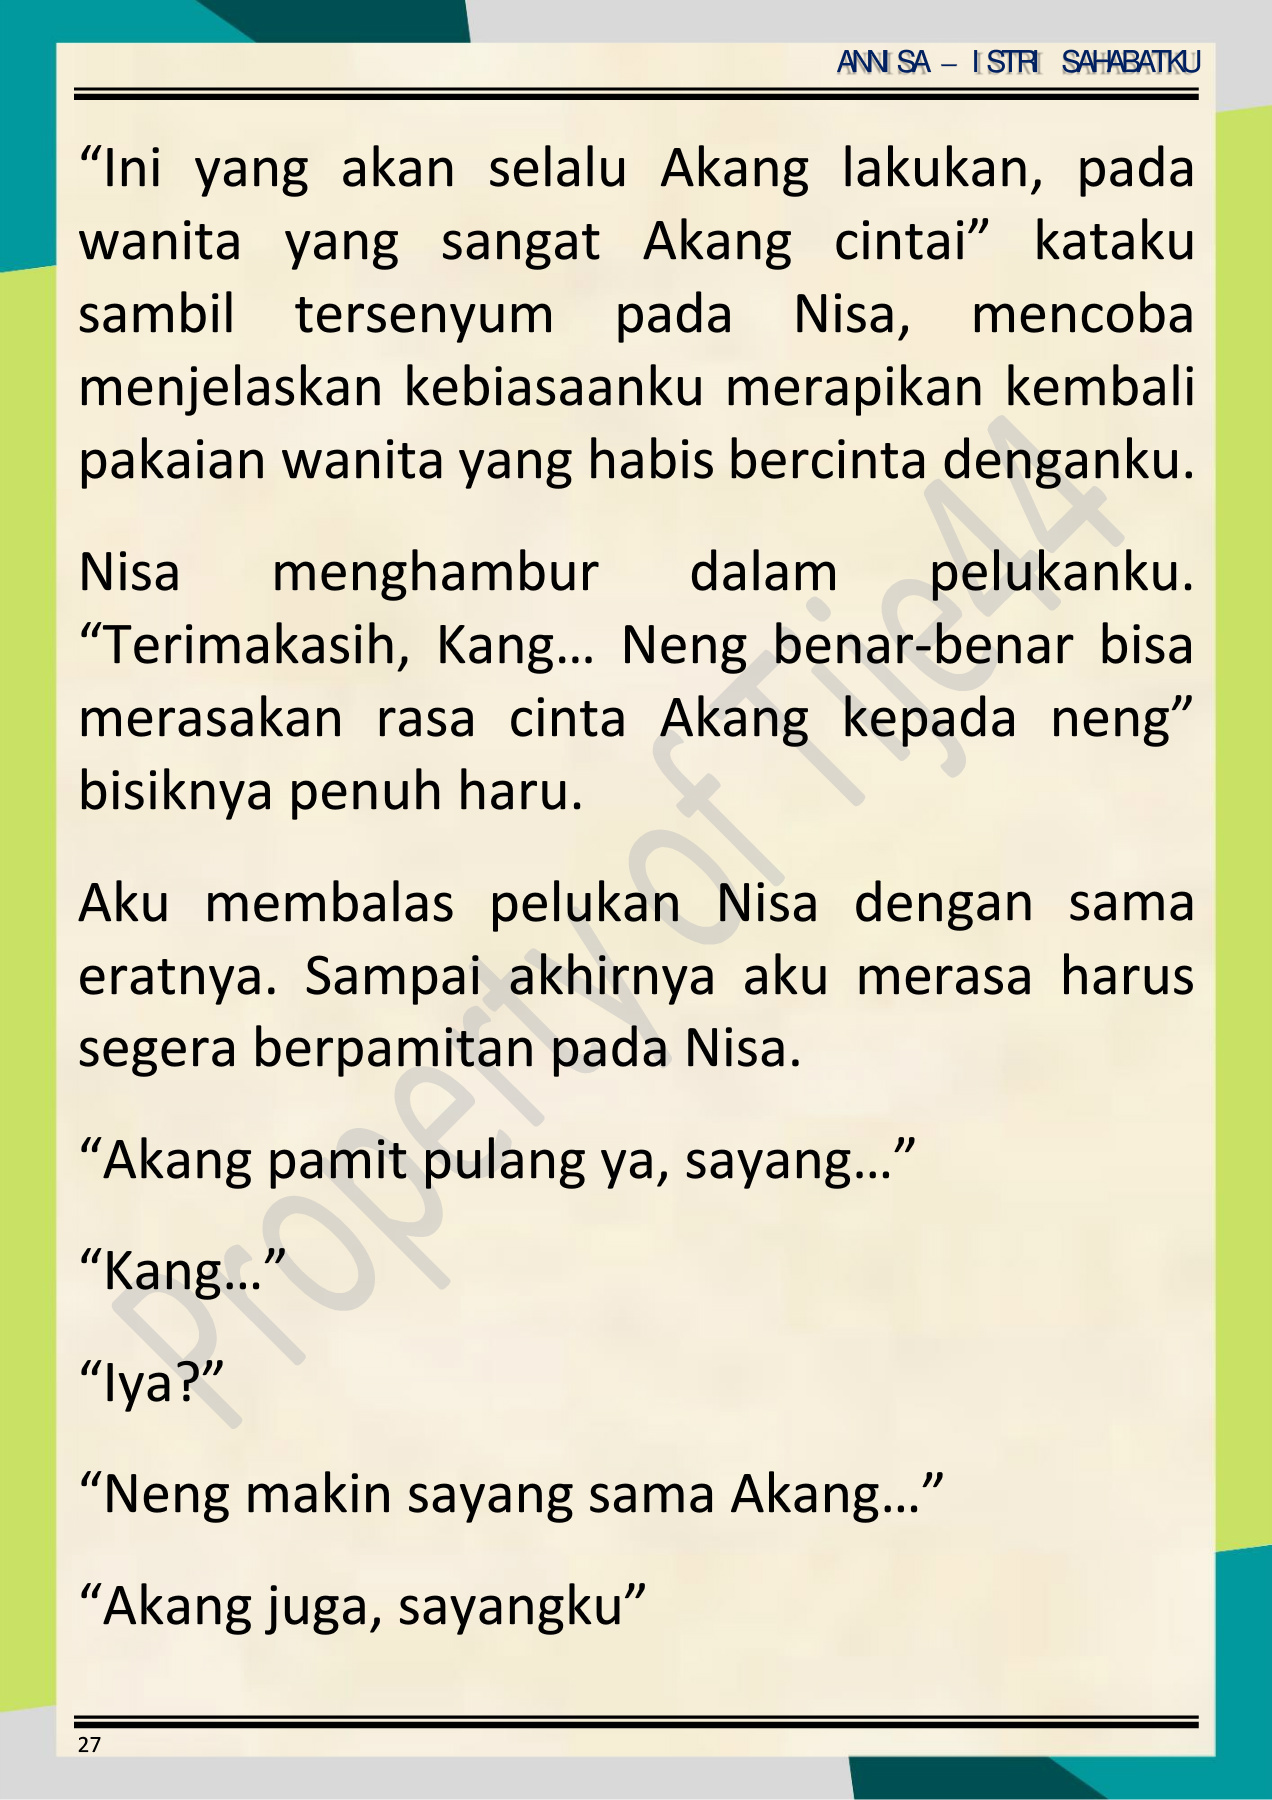 ANNISA – ISTRI SAHABATKU
“Ini yang akan selalu Akang lakukan, pada
wanita yang sangat Akang cintai” kataku
sambil tersenyum pada Nisa, mencoba
menjelaskan kebiasaanku merapikan kembali
pakaian wanita yang habis bercinta denganku.
Nisa menghambur dalam pelukanku.
“Terimakasih, Kang… Neng benar-benar bisa
merasakan rasa cinta Akang kepada neng”
bisiknya penuh haru.
Aku membalas pelukan Nisa dengan sama
eratnya. Sampai akhirnya aku merasa harus
segera berpamitan pada Nisa.
“Akang pamit pulang ya, sayang…”
“Kang…”
“Iya?”
“Neng makin sayang sama Akang…”
“Akang juga, sayangku”
27
Property of Tije44